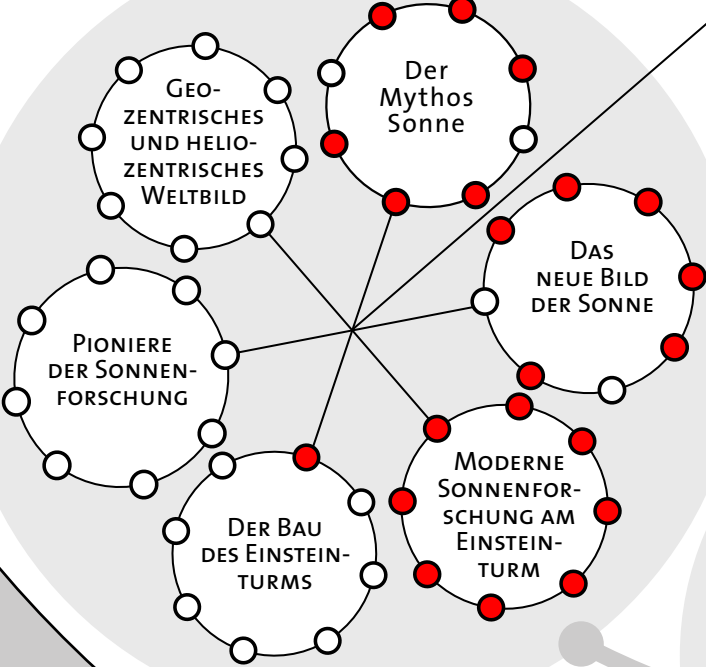 Geo-
zentrisches
und helio-
zentrisches
Weltbild
Der
Mythos
Sonne
Das
neue Bild
der Sonne
Pioniere
der Sonnen-
forschung
Moderne
Sonnenfor-
schung am
Einstein-
turm
Der Bau
des Einstein-
turms